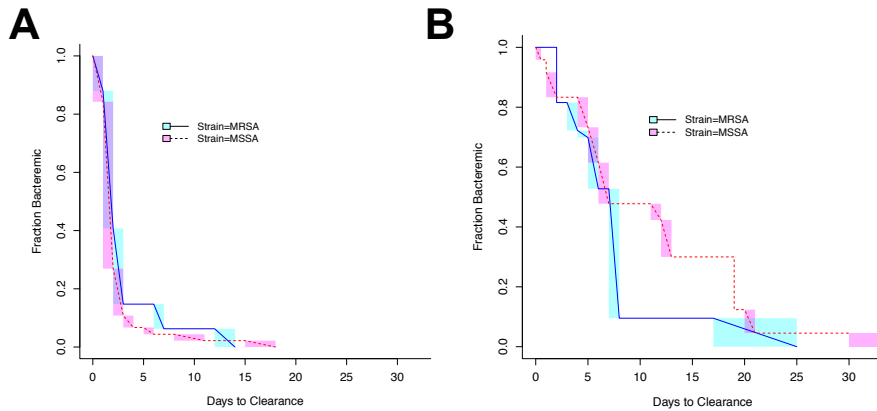 A
B
Fraction Bacteremic
0.0 0.2 0.4 0.6 0.8 1.0
Strain=MRSA
Strain=MSSA
0 5 10 15 20 25 30
Days to Clearance
Fraction Bacteremic
0.0 0.2 0.4 0.6 0.8 1.0
Strain=MRSA
Strain=MSSA
0 5 10 15 20 25 30
Days to Clearance